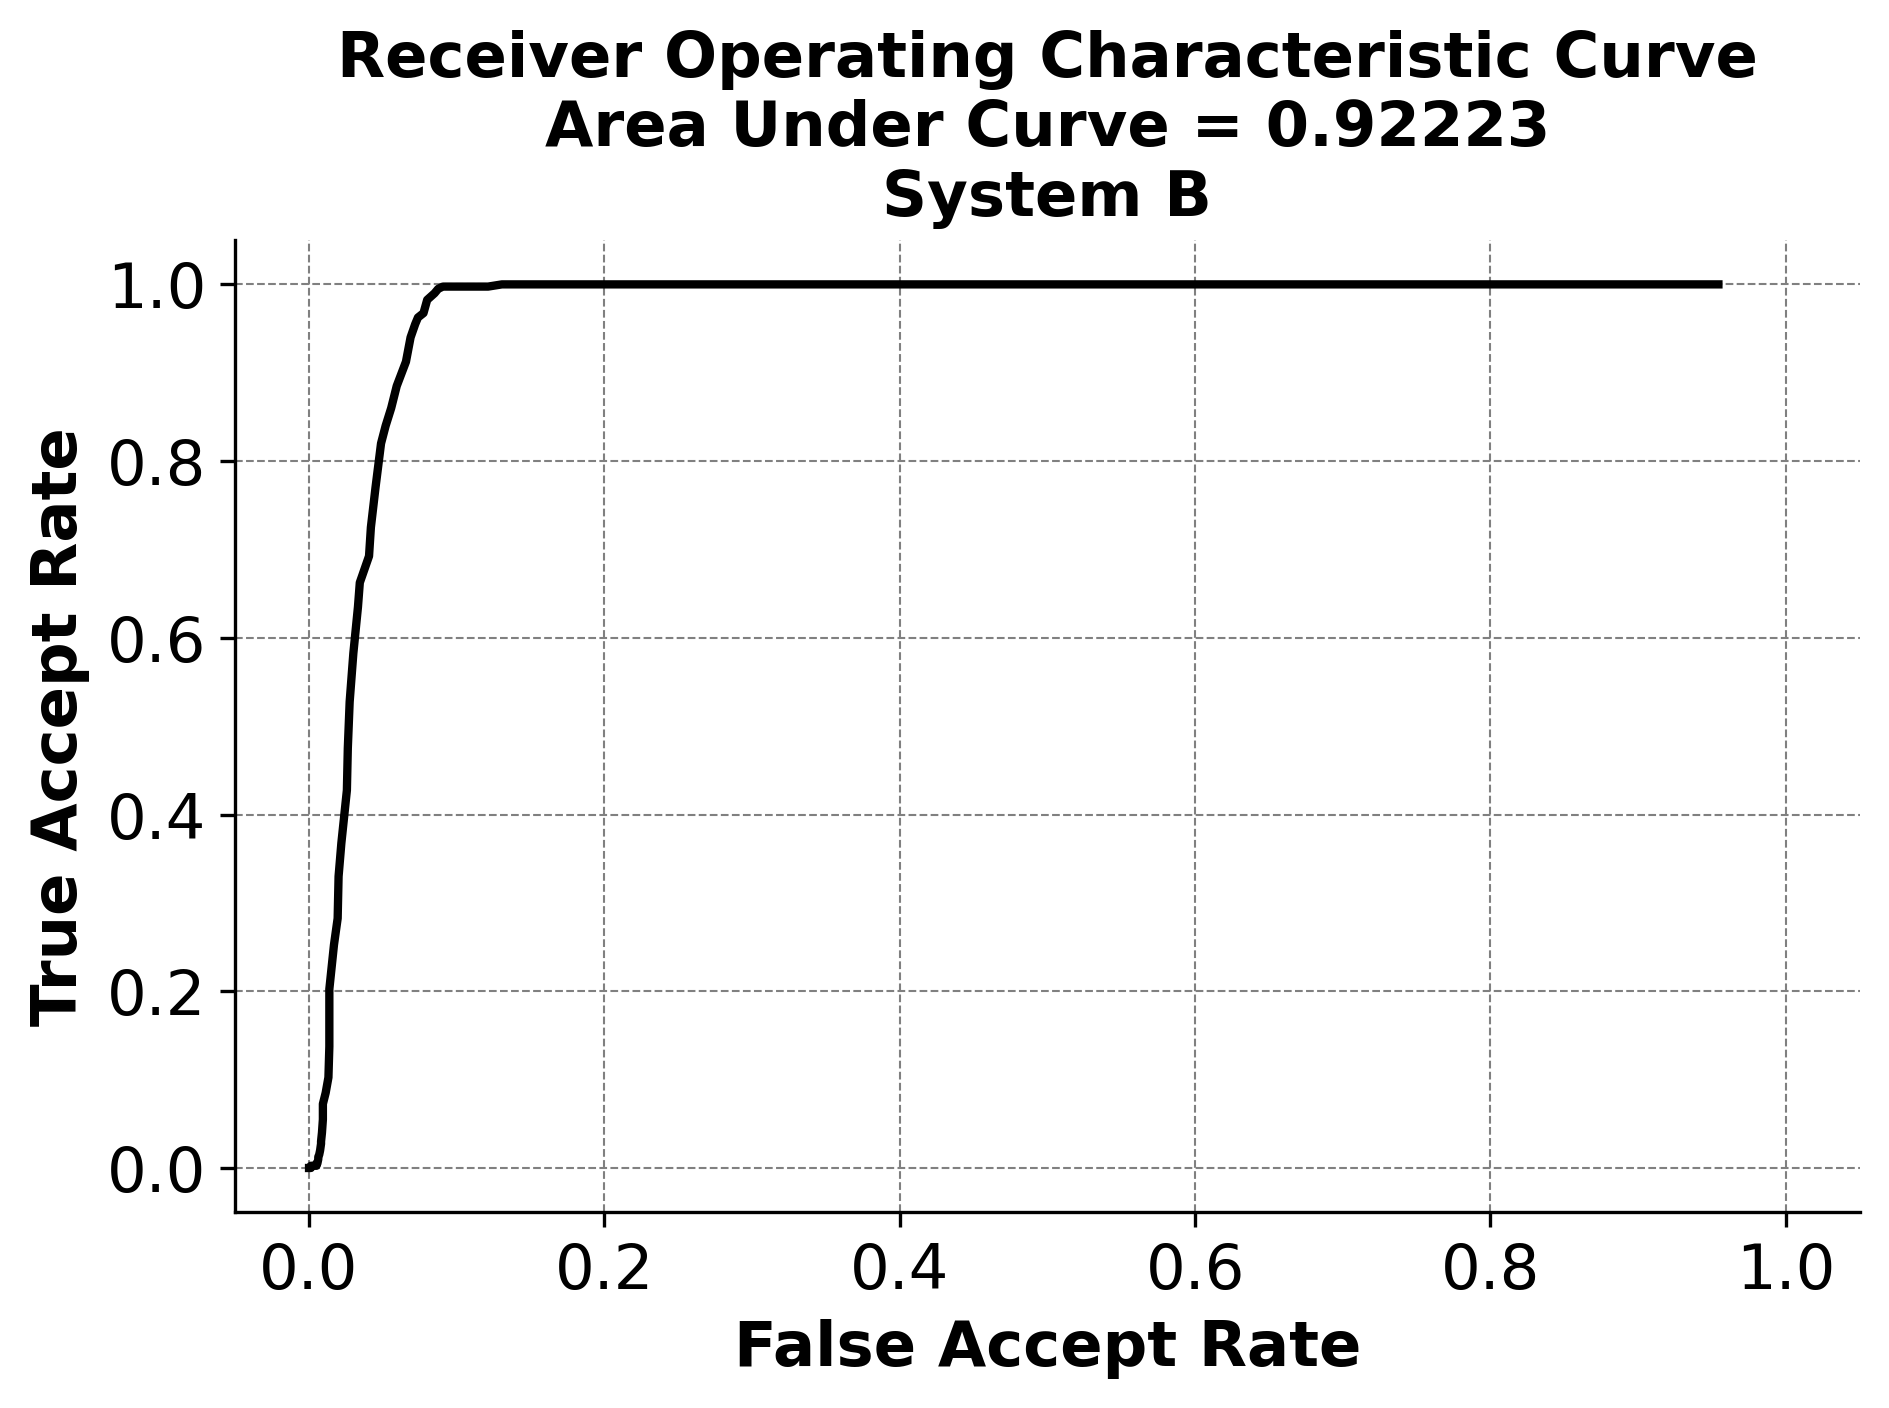 Receiver Operating Characteristic Curve
Area Under Curve = 0.92223
System B
True Accept Rate
1.0
0.8
0.6
0.4
0.2
0.0
0.0 0.2 0.4 0.6 0.8 1.0
False Accept Rate